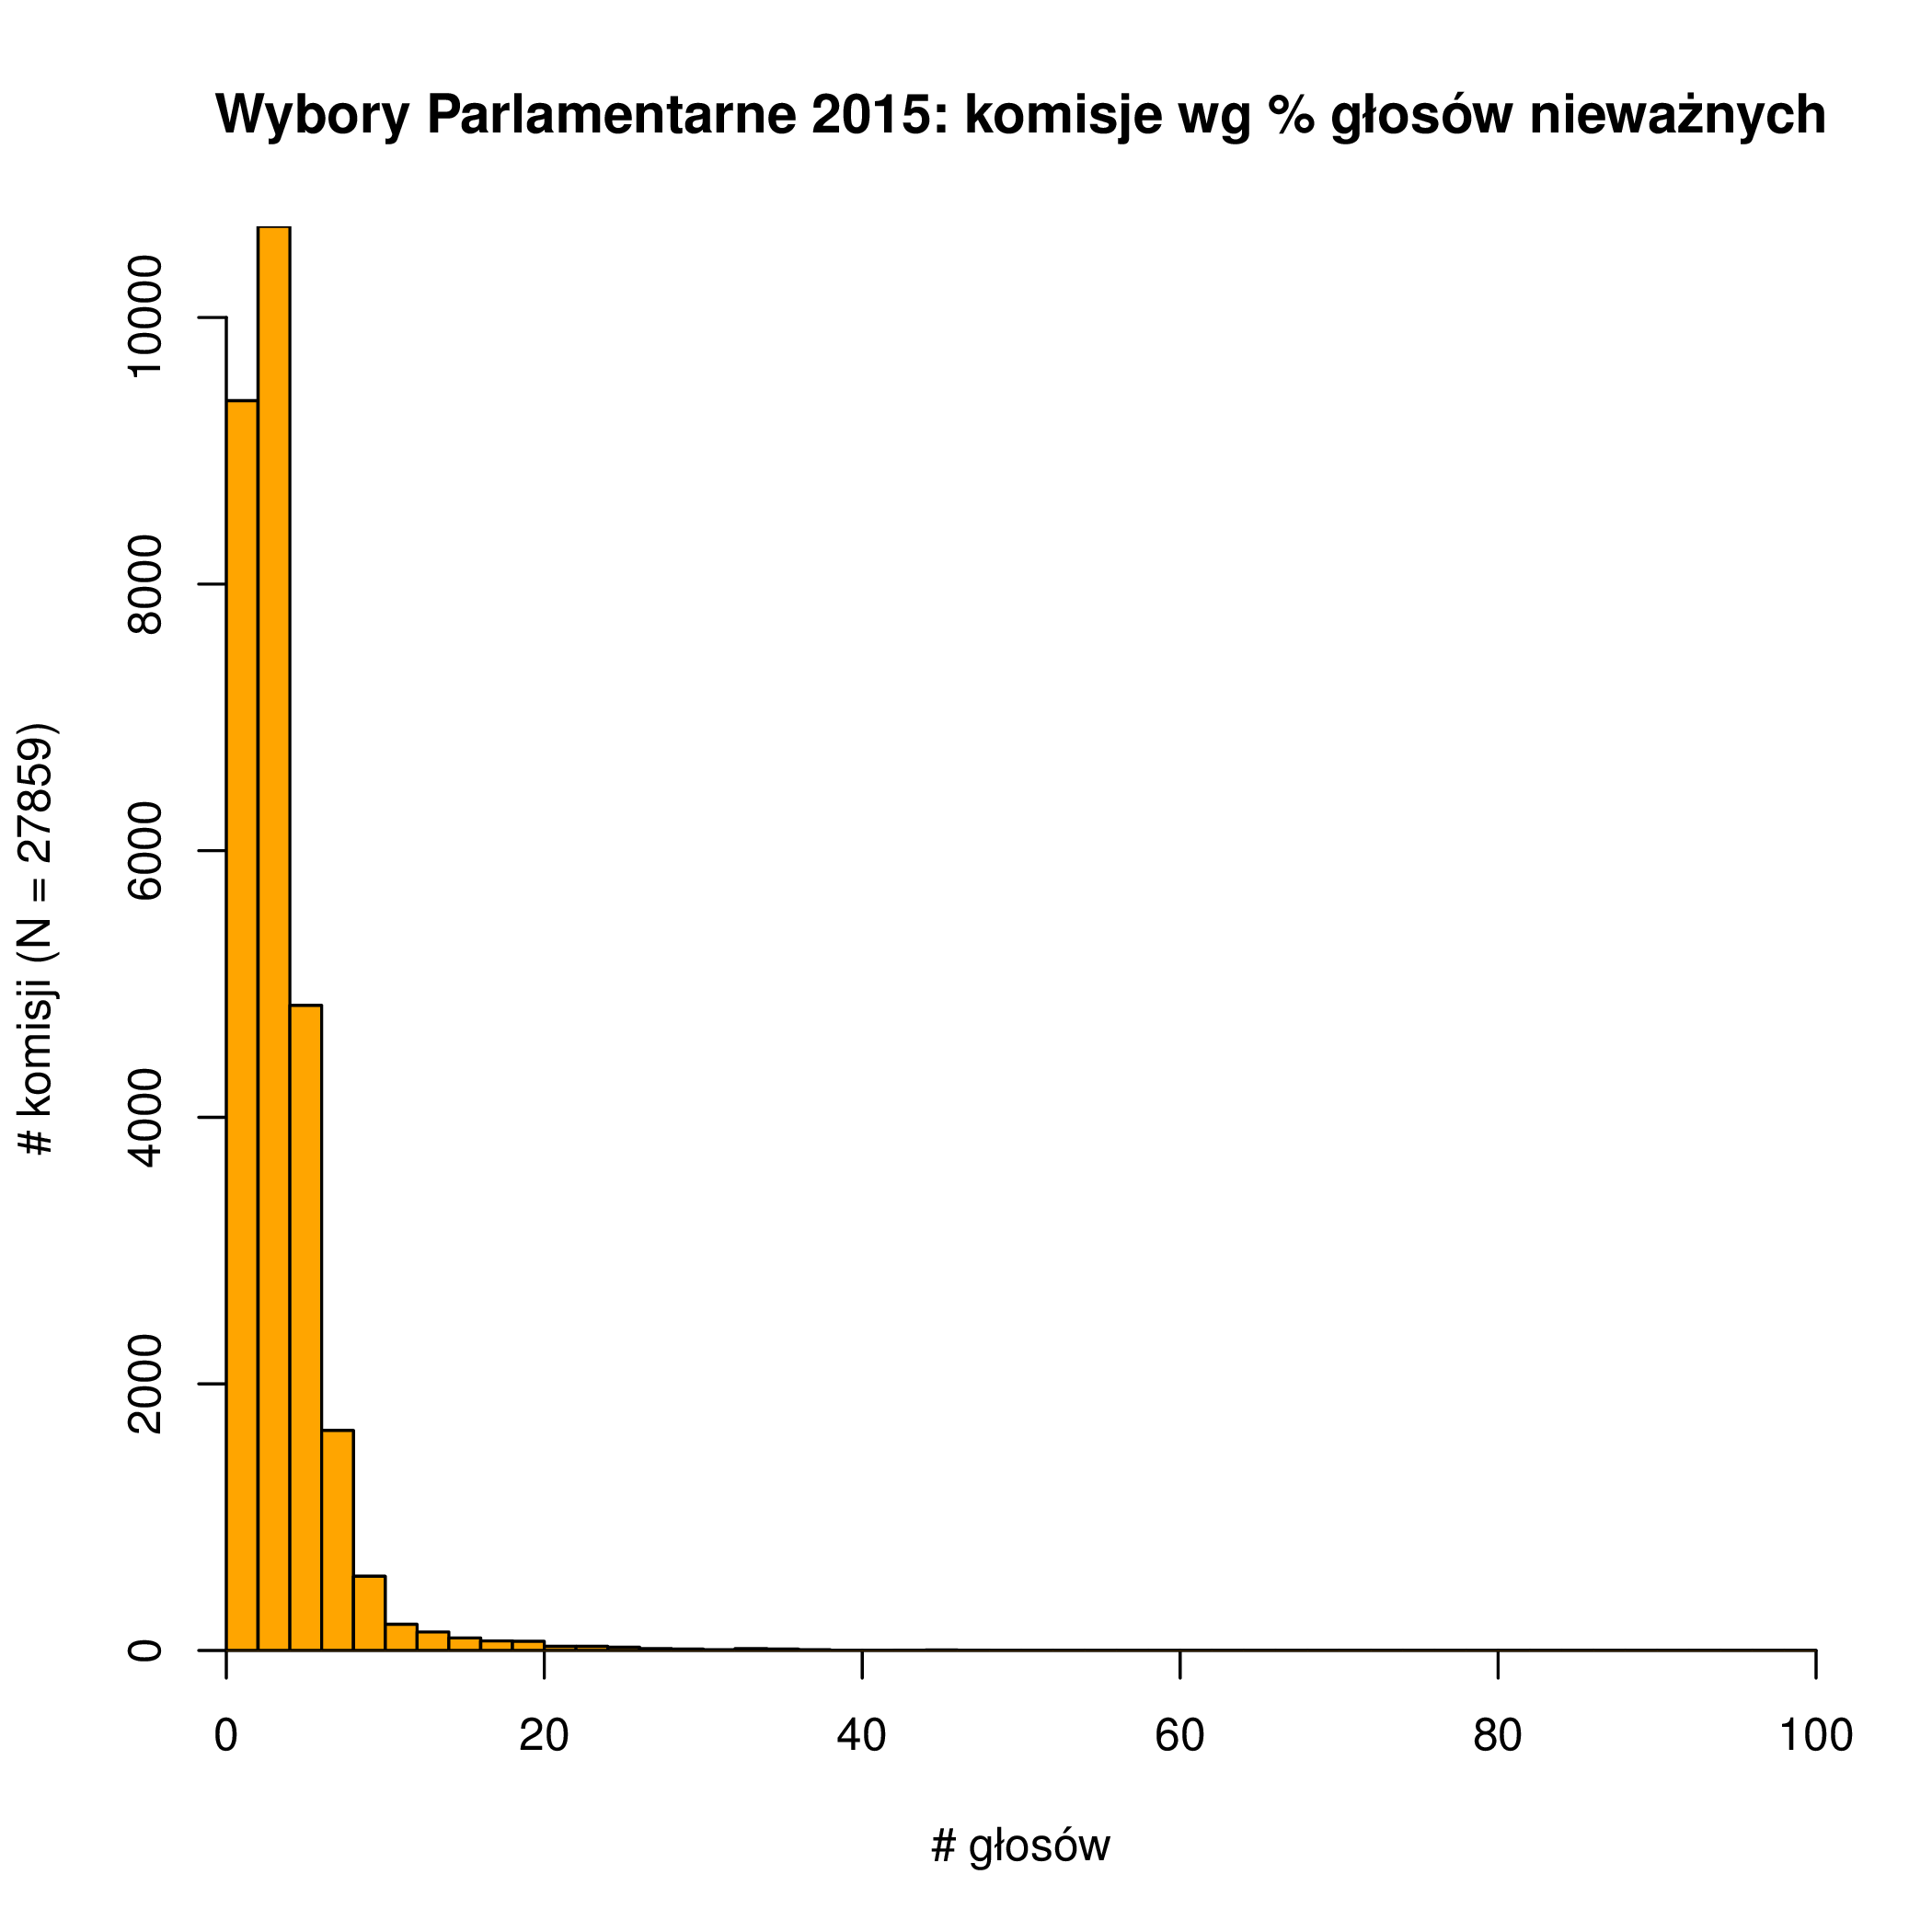 Wybory Parlamentarne 2015: komisje wg % głosów nieważnych
# komisji (N = 27859)
10000
8000
6000
4000
2000
0
0 20 40 60 80 100
# głosów